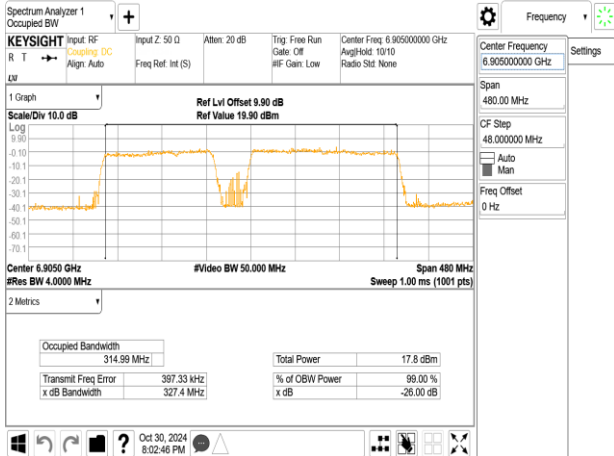 Spectrum Analyzer 1
Occupied BW
Frequency
KEYSIGHT
R T
LXI
Input: RF
Coupling: DC
Align: Auto
Input Z: 50 Ω
Freq Ref: Int (S)
Atten: 20 dB
Trig: Free Run
Gate: Off
#IF Gain: Low
Center Freq: 6.905000000 GHz
Avg|Hold: 10/10
Radio Std: None
Center Frequency
6.905000000 GHz
Settings
Span
480.00 MHz
CF Step
48.000000 MHz
Auto
Man
Freq Offset
0 Hz
1 Graph
Scale/Div 10.0 dB
Ref Lvl Offset 9.90 dB
Ref Value 19.90 dBm
Log
9.90
-0.10
-10.1
-20.1
-30.1
-40.1
-50.1
-60.1
-70.1
Center 6.9050 GHz
#Res BW 4.0000 MHz
#Video BW 50.000 MHz
Span 480 MHz
Sweep 1.00 ms (1001 pts)
2 Metrics
Occupied Bandwidth
314.99 MHz
Total Power 17.8 dBm
Transmit Freq Error 397.33 kHz
% of OBW Power 99.00 %
x dB Bandwidth 327.4 MHz
x dB -26.00 dB
?
Oct 30, 2024
8:02:46 PM